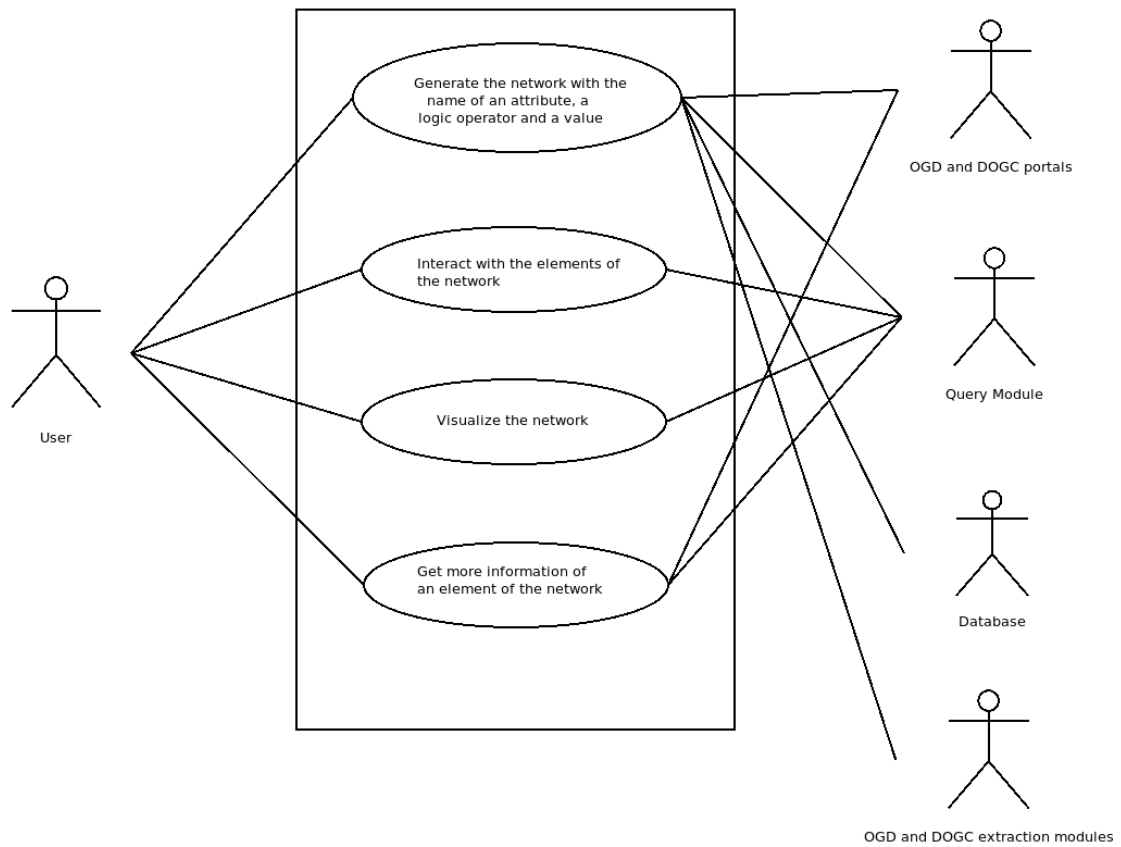 Generate the network with the
name of an attribute, a
logic operator and a value
OGD and DOGC portals
Interact with the elements of
the network
Query Module
User
Visualize the network
Get more information of
an element of the network
Database
OGD and DOGC extraction modules